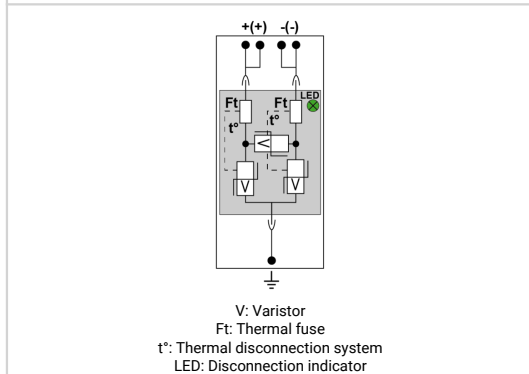 +(+) -(-)
Ft Ft LED
t° t°
V
V V
V: Varistor
Ft: Thermal fuse
t°: Thermal disconnection system
LED: Disconnection indicator